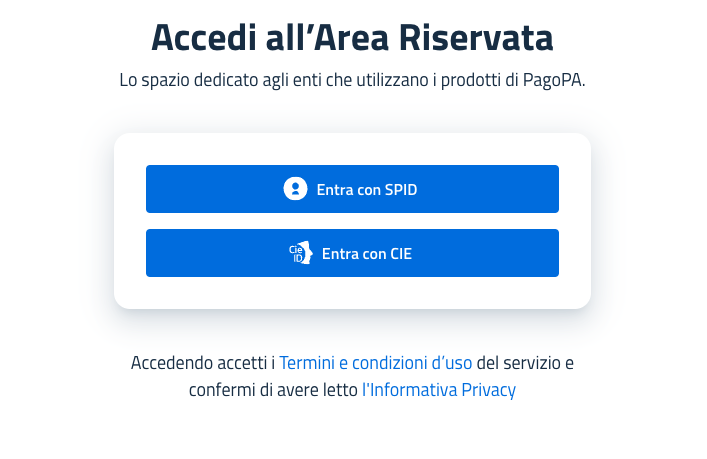 Accedi all’Area Riservata
Lo spazio dedicato agli enti che utilizzano i prodotti di PagoPA.
Entra con SPID
Cie
ID
Entra con CIE
Accedendo accetti i Termini e condizioni d’uso del servizio e
confermi di avere letto l'Informativa Privacy